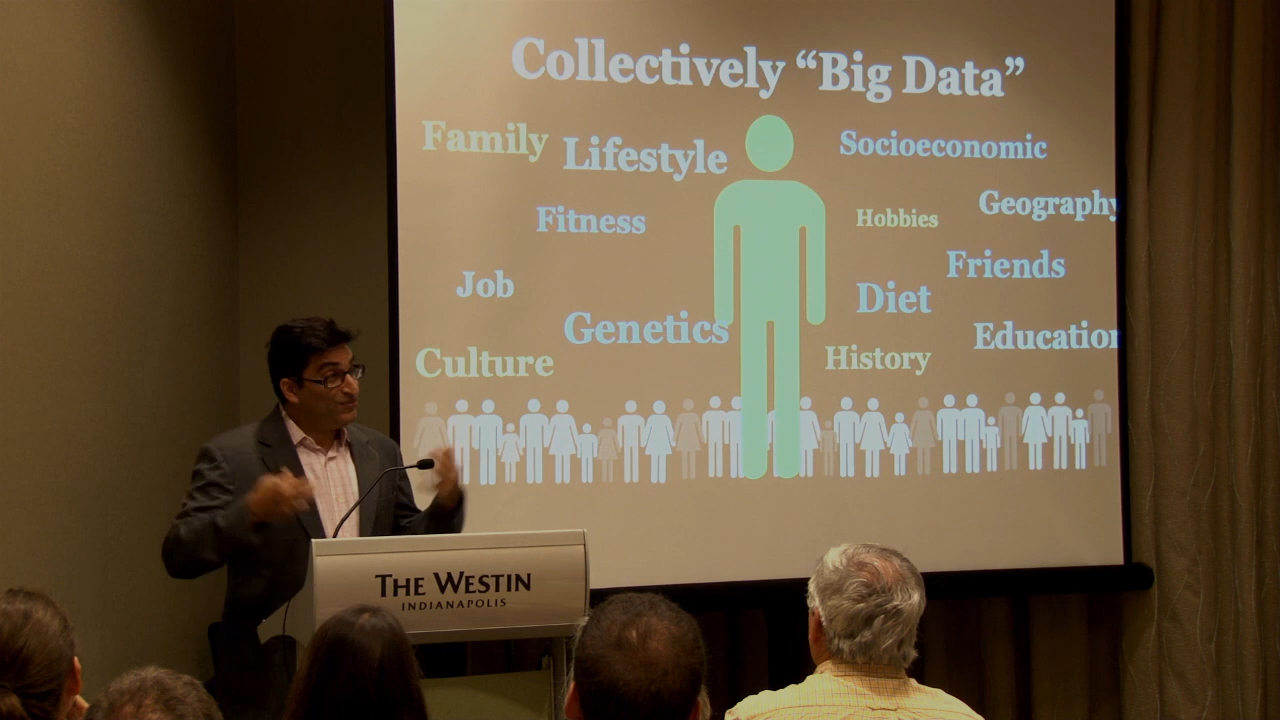 Collectively “Big Data”
Family
Lifestyle
Socioeconomic
Fitness
Hobbies
Geography
Job
Friends
Genetics
Diet
Education
Culture
History
THE WESTIN
INDIANAPOLIS